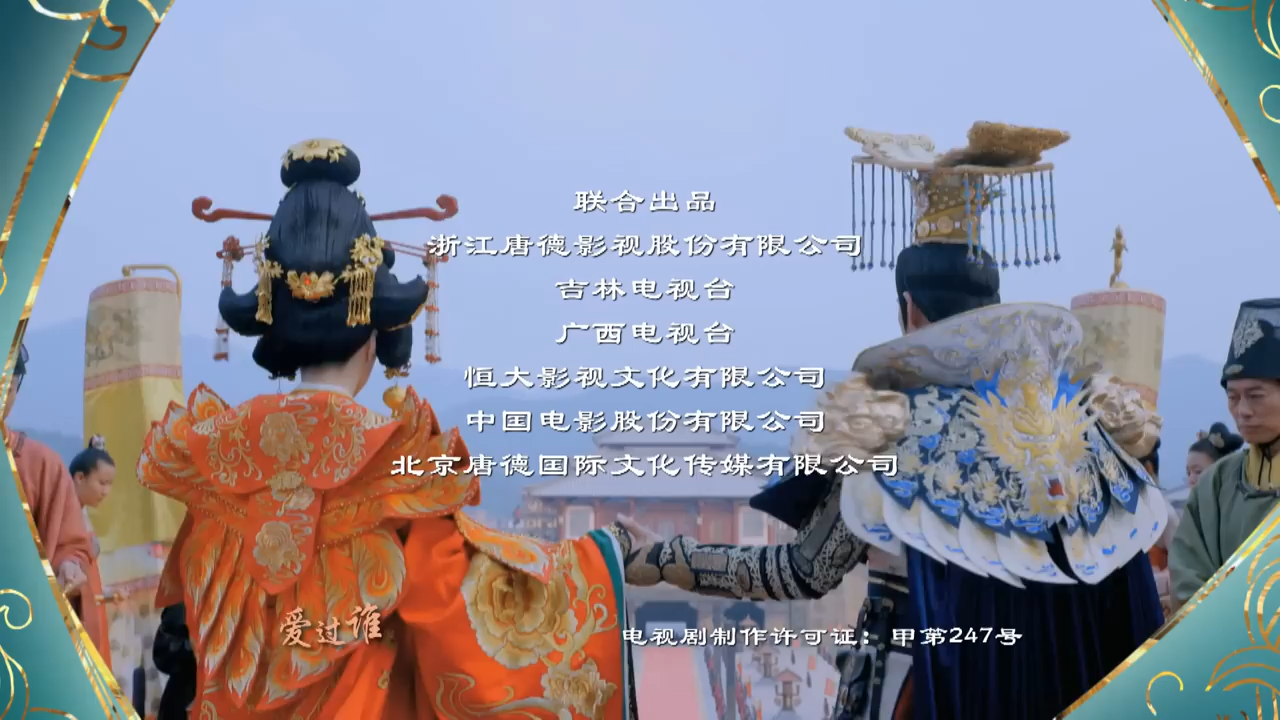 联合出品
浙江唐德影视股份有限公司
吉林电视台
广西电视台
恒大影视文化有限公司
中国电影股份有限公司
北京唐德国际文化传媒有限公司
爱过谁
电视剧制作许可证：甲第247号